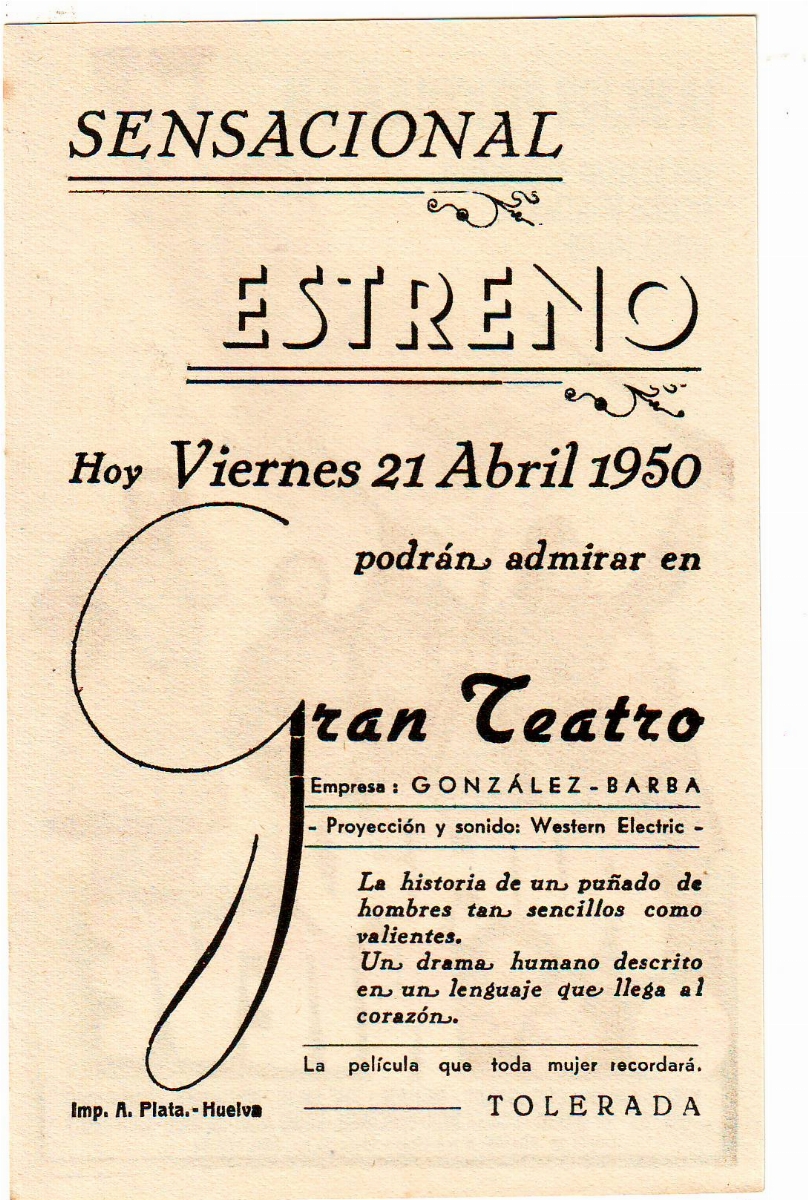 SENSACIONAL
ESTRENO
Hoy Viernes 21 Abril 1950
podrán admirar en
Gran Teatro
Empresa: GONZÁLEZ-BARBA
- Proyección y sonido: Western Electric -
La historia de un puñado de
hombres tan sencillos como
valientes.
Un drama humano descrito
en un lenguaje que llega al
corazón.
La película que toda mujer recordará.
Imp. A. Plata.-Huelva
TOLERADA